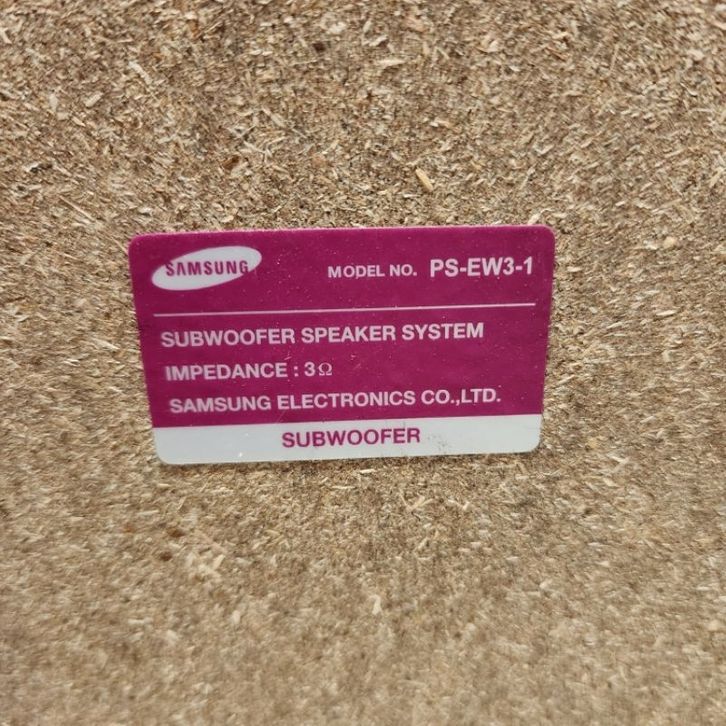 SAMSUNG MODEL NO. PS-EW3-1
SUBWOOFER SPEAKER SYSTEM
IMPEDANCE : 3Ω
SAMSUNG ELECTRONICS CO.,LTD.
SUBWOOFER